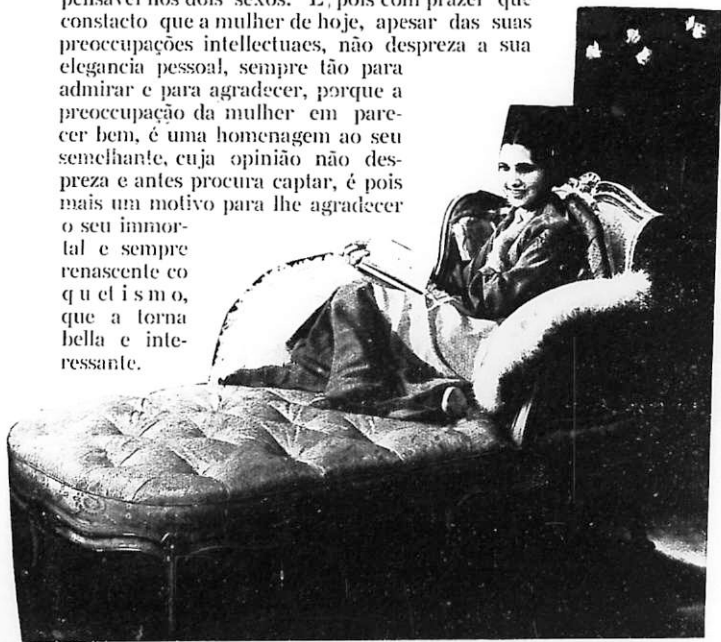 pensavel nos dois sexos. E', pois com prazer que
constacto que a mulher de hoje, apesar das suas
preoccupações intellectuaes, não despreza a sua
elegancia pessoal, sempre tão para
admirar e para agradecer, porque a
preoccupação da mulher em pare-
cer bem, é uma homenagem ao seu
semelhante, cuja opinião não des-
preza e antes procura captar, é pois
mais um motivo para lhe agradecer
o seu immor-
tal e sempre
renascente co
q u et i s m o,
que a torna
bella e inte-
ressante.